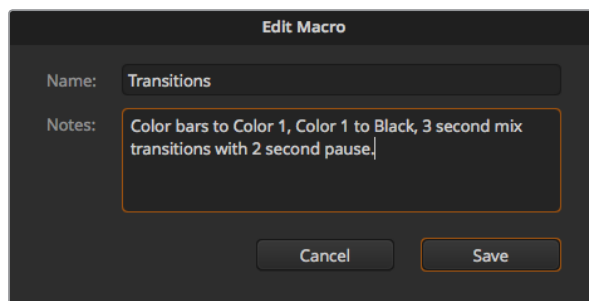 Edit Macro
Name: Transitions
Notes: Color bars to Color 1, Color 1 to Black, 3 second mix
transitions with 2 second pause.
Cancel Save